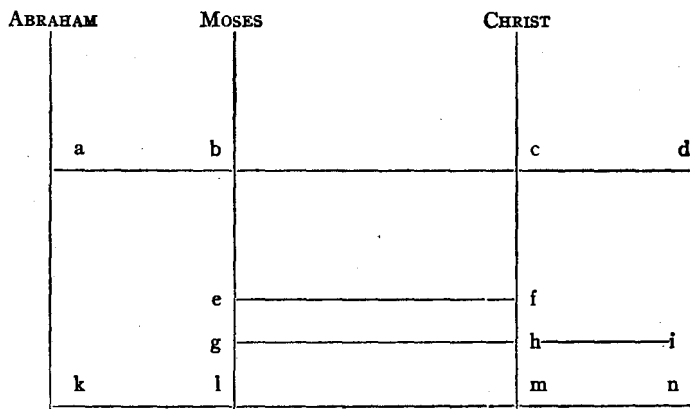 ABRAHAM MOSES CHRIST
a b c d
e f
g h i
k l m n